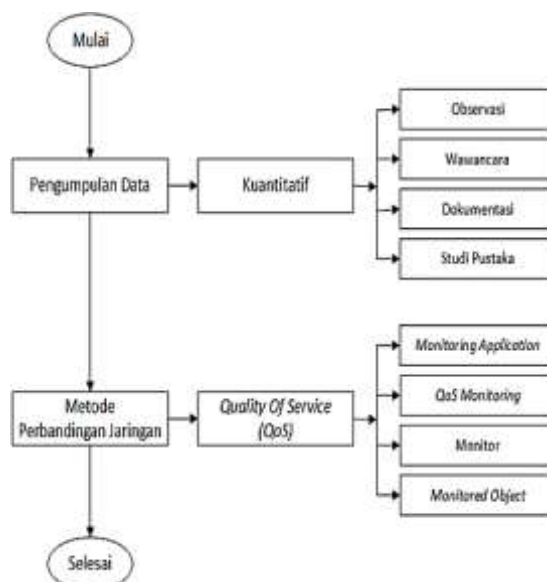 Mulai
Pengumpulan Data
Kuantitatif
Observasi
Wawancara
Dokumentasi
Studi Pustaka
Metode
Perbandingan Jaringan
Quality Of Service
(QoS)
Monitoring Application
QoS Monitoring
Monitor
Monitored Object
Selesai